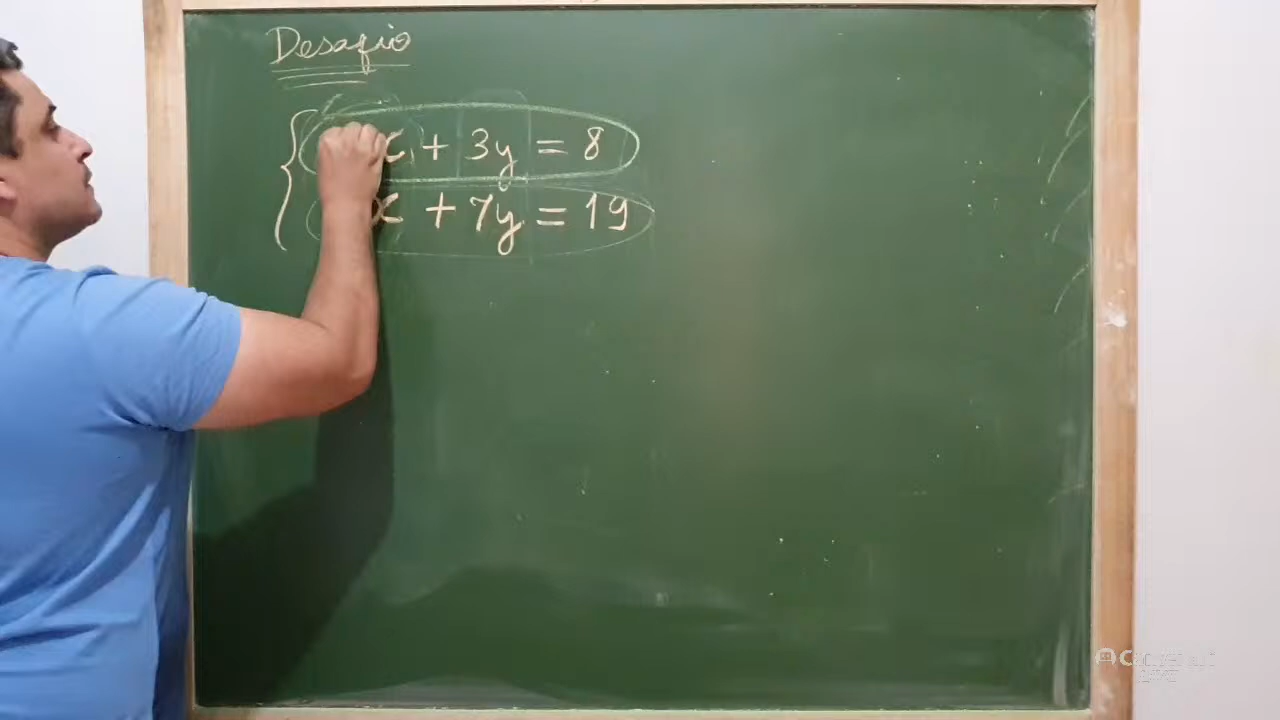 Desafio
x + 3y = 8
x + 7y = 19